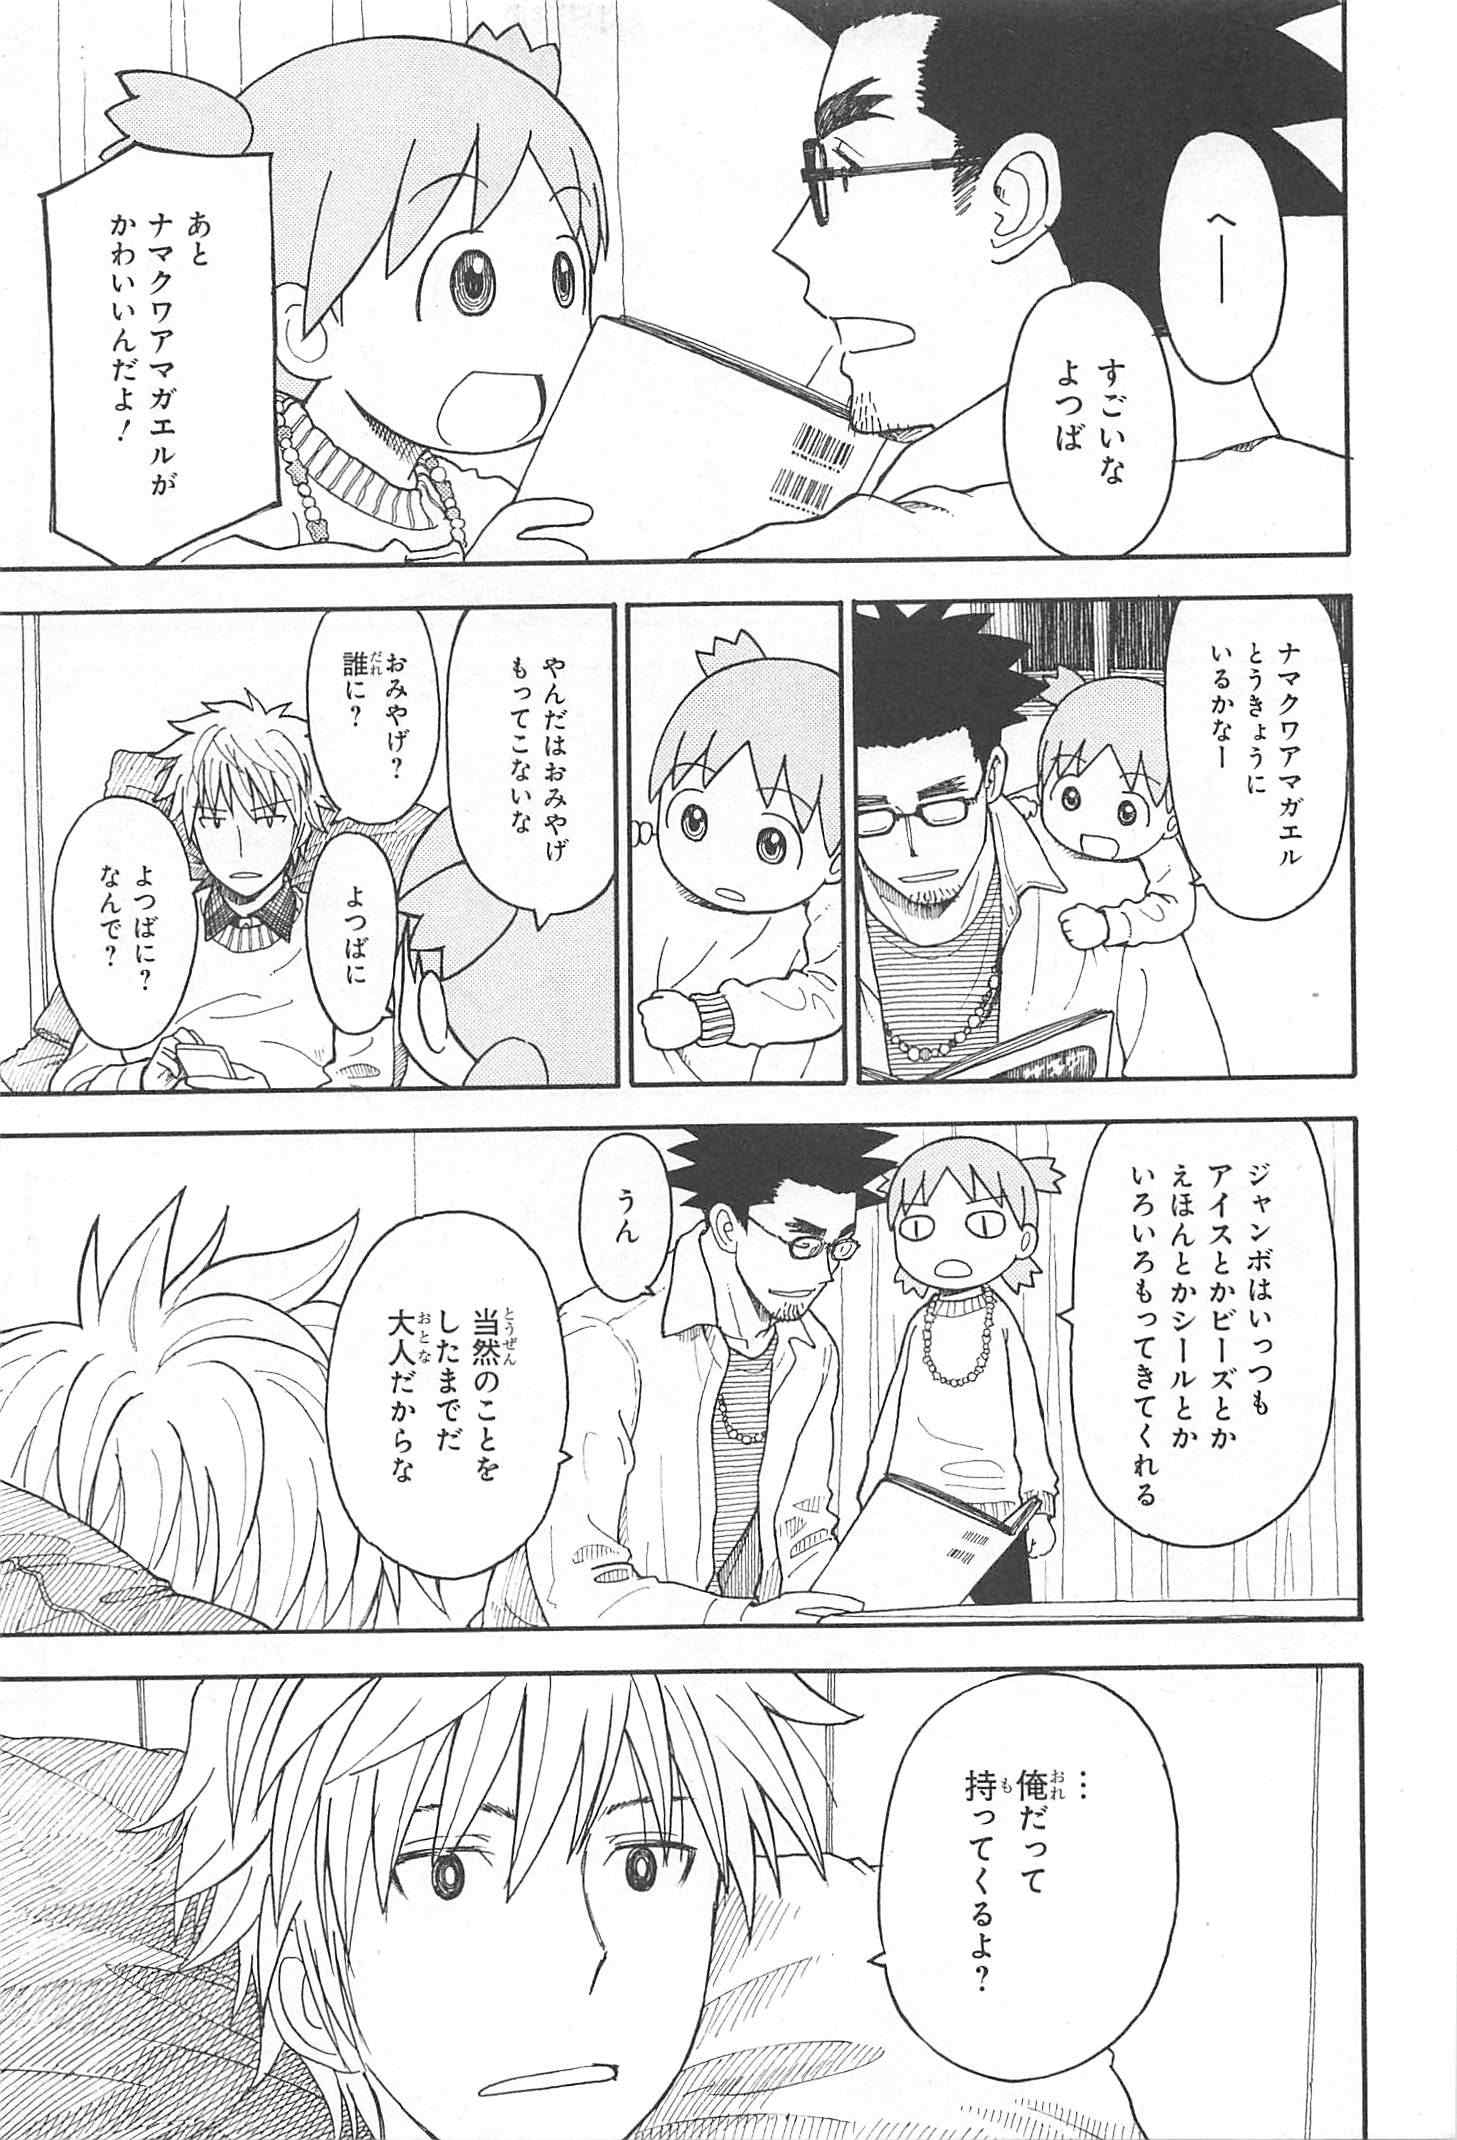 へー
すごいな
よつば
あと
ナマクワアマガエルが
かわいいんだよ！
ナマクワアマガエル
とうきょうに
いるかなー
やんだはおみやげ
もってこないな
おみやげ？
誰に？
よつばに
よつばに？
なんで？
ジャンボはいっつも
アイスとかビーズとか
えほんとかシールとか
いろいろもってきてくれる
うん
当然のことを
したまでだ
大人だからな
…
俺だって
持ってくるよ？